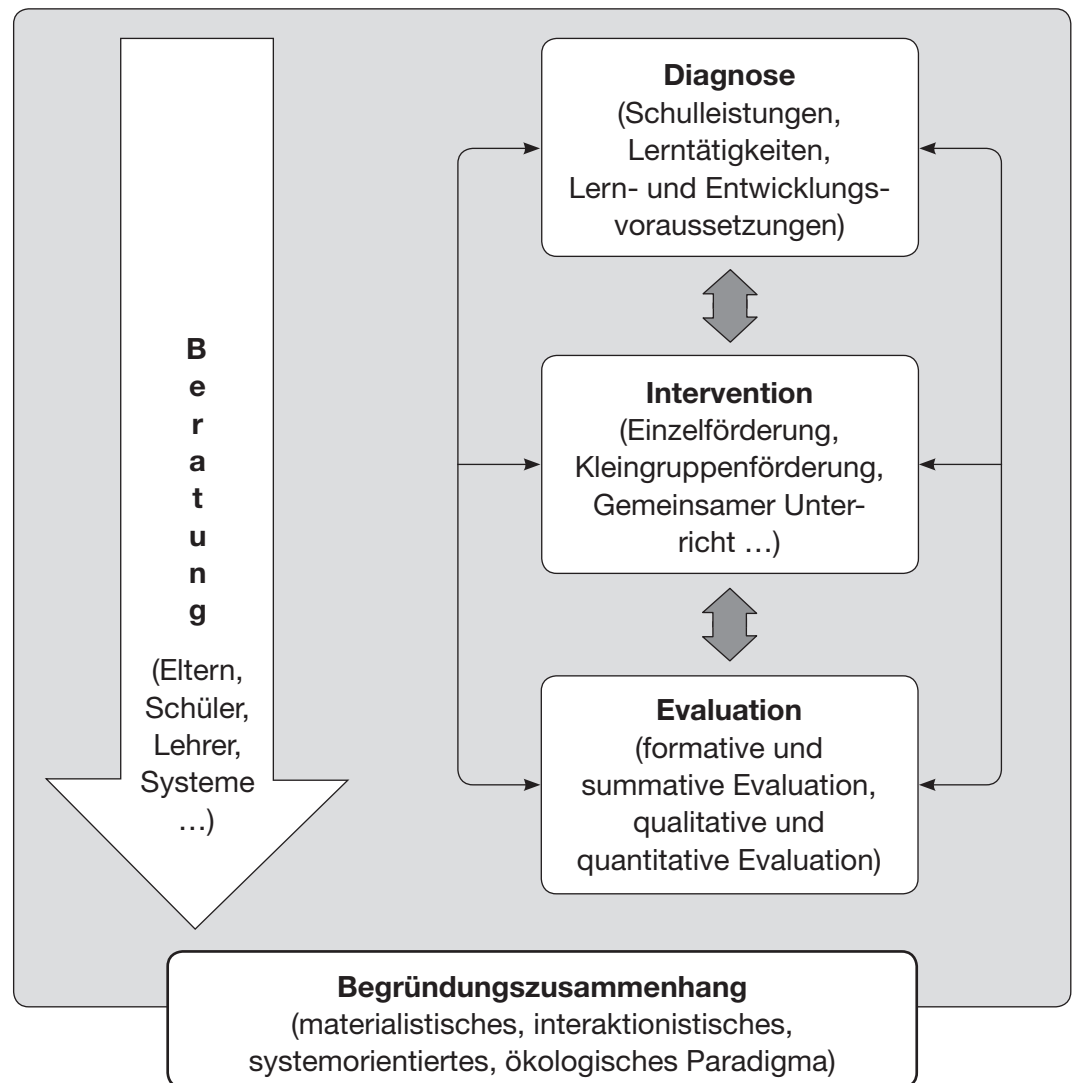 Diagnose
(Schulleistungen,
Lerntätigkeiten,
Lern- und Entwicklungs-
voraussetzungen)
Intervention
(Einzelförderung,
Kleingruppenförderung,
Gemeinsamer Unter-
richt …)
Evaluation
(formative und
summative Evaluation,
qualitative und
quantitative Evaluation)
B
e
r
a
t
u
n
g
(Eltern,
Schüler,
Lehrer,
Systeme
…)
Begründungszusammenhang
(materialistisches, interaktionistisches,
systemorientiertes, ökologisches Paradigma)